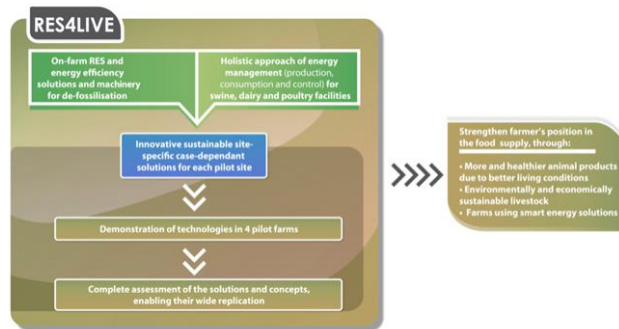 RES4LIVE
On-farm RES and
energy efficiency
solutions and machinery
for de-fossilisation
Holistic approach of energy
management (production,
consumption and control) for
swine, dairy and poultry facilities
Innovative sustainable site-
specific case-dependant
solutions for each pilot site
Demonstration of technologies in 4 pilot farms
Complete assessment of the solutions and concepts,
enabling their wide replication
Strengthen farmer's position in
the food supply, through:
• More and healthier animal products
due to better living conditions
• Environmentally and economically
sustainable livestock
• Farms using smart energy solutions